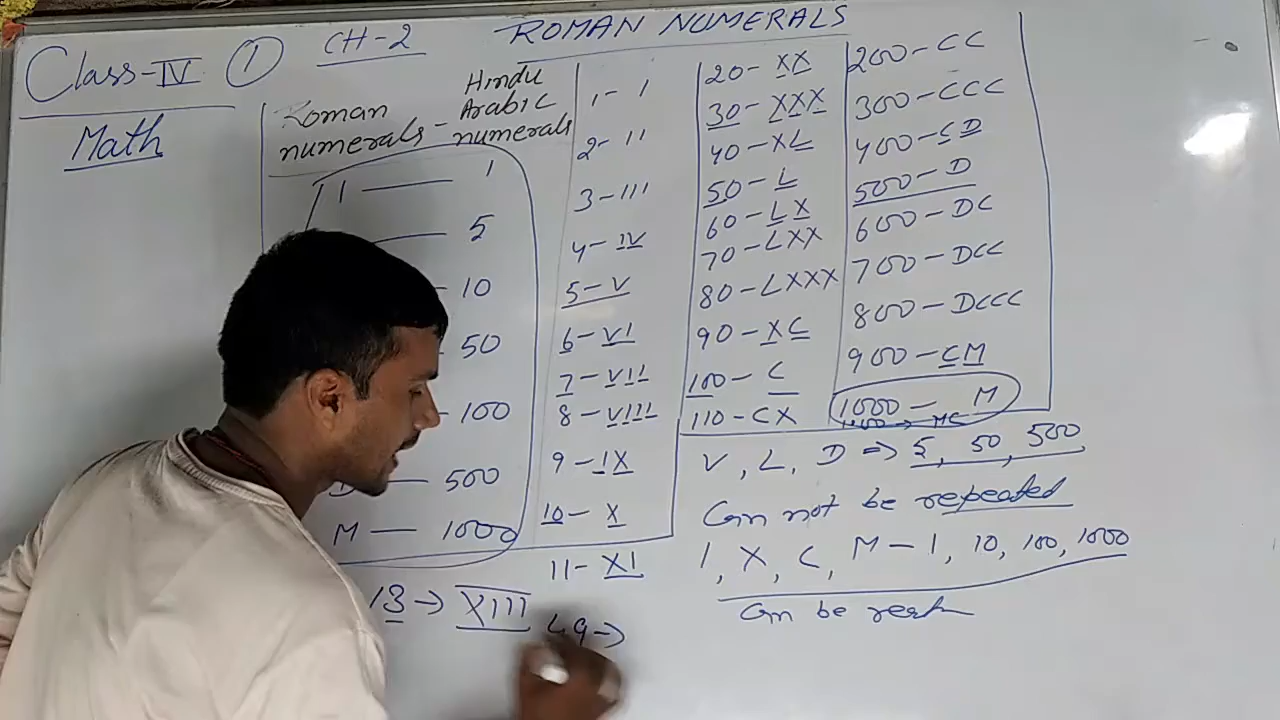 Class-IV ① CH-2 ROMAN NUMERALS
Math
Roman numerals - Hindu Arabic numerals
I — 1
— 5
- 10
- 50
- 100
D — 500
M — 1000
1 - I
2 - II
3 - III
4 - IV
5 - V
6 - VI
7 - VII
8 - VIII
9 - IX
10 - X
11 - XI
20 - XX
30 - XXX
40 - XL
50 - L
60 - LX
70 - LXX
80 - LXXX
90 - XC
100 - C
110 - CX
200 - CC
300 - CCC
400 - CD
500 - D
600 - DC
700 - DCC
800 - DCCC
900 - CM
1000 - M
V, L, D ⇒ 5, 50, 500
Can not be repeated
I, X, C, M - 1, 10, 100, 1000
Can be
13 → XIII
49 →